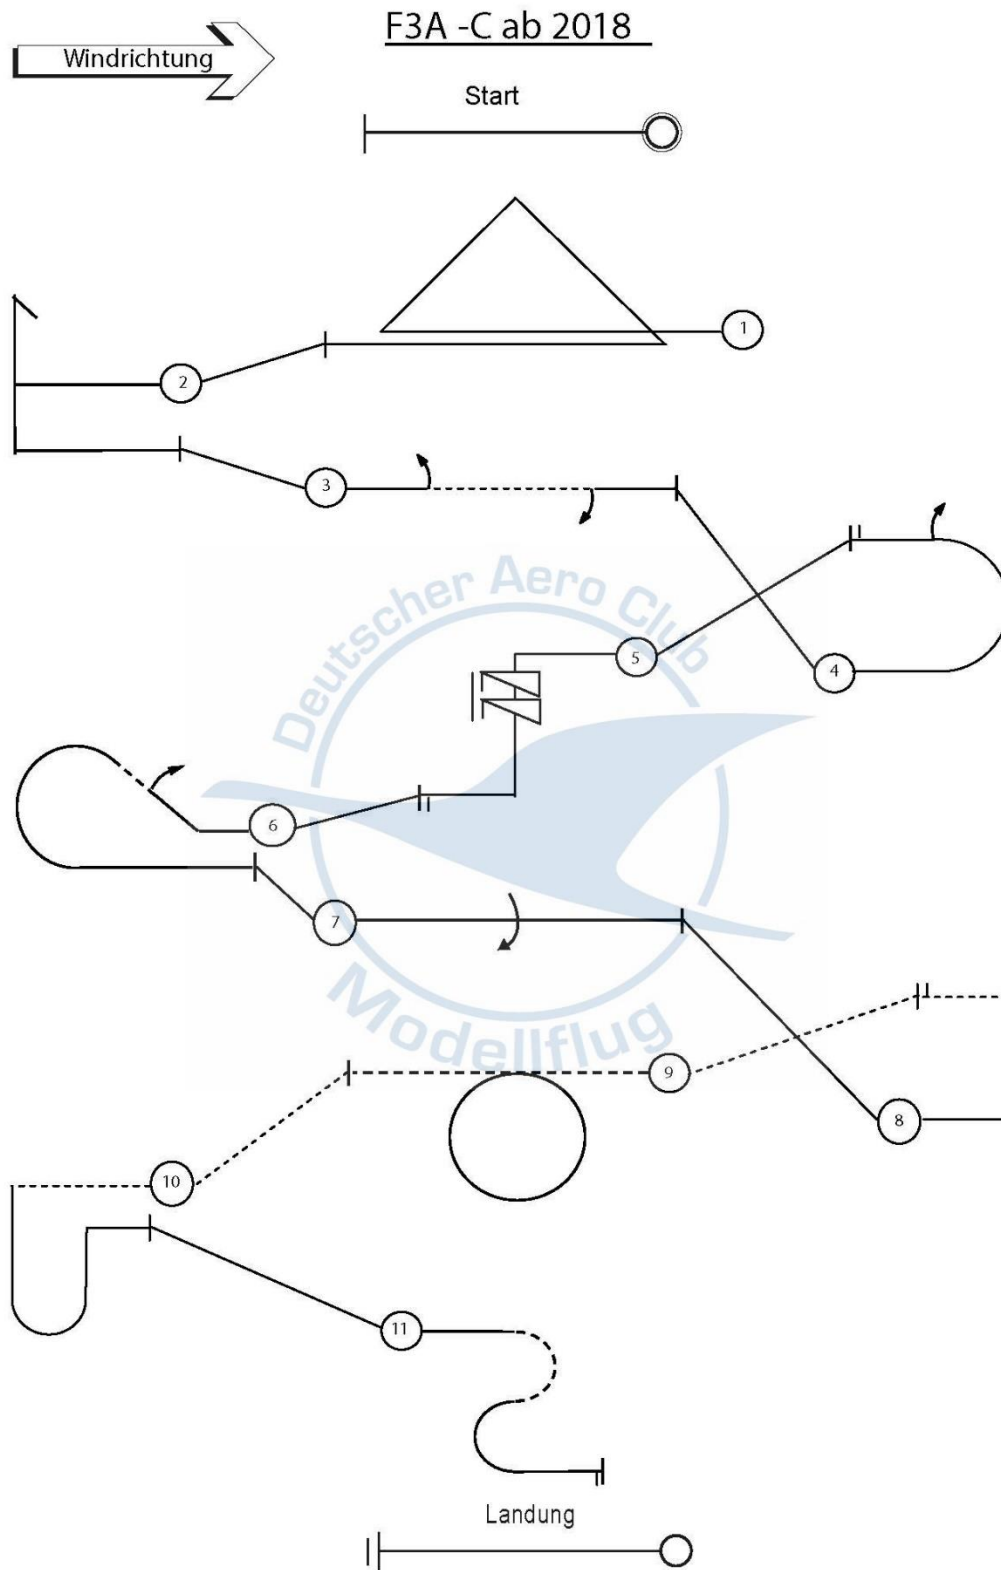 F3A -C ab 2018
Windrichtung
Start
1
2
3
Deutscher Aero Club
5
4
6
7
Modellflug
9
8
10
11
Landung